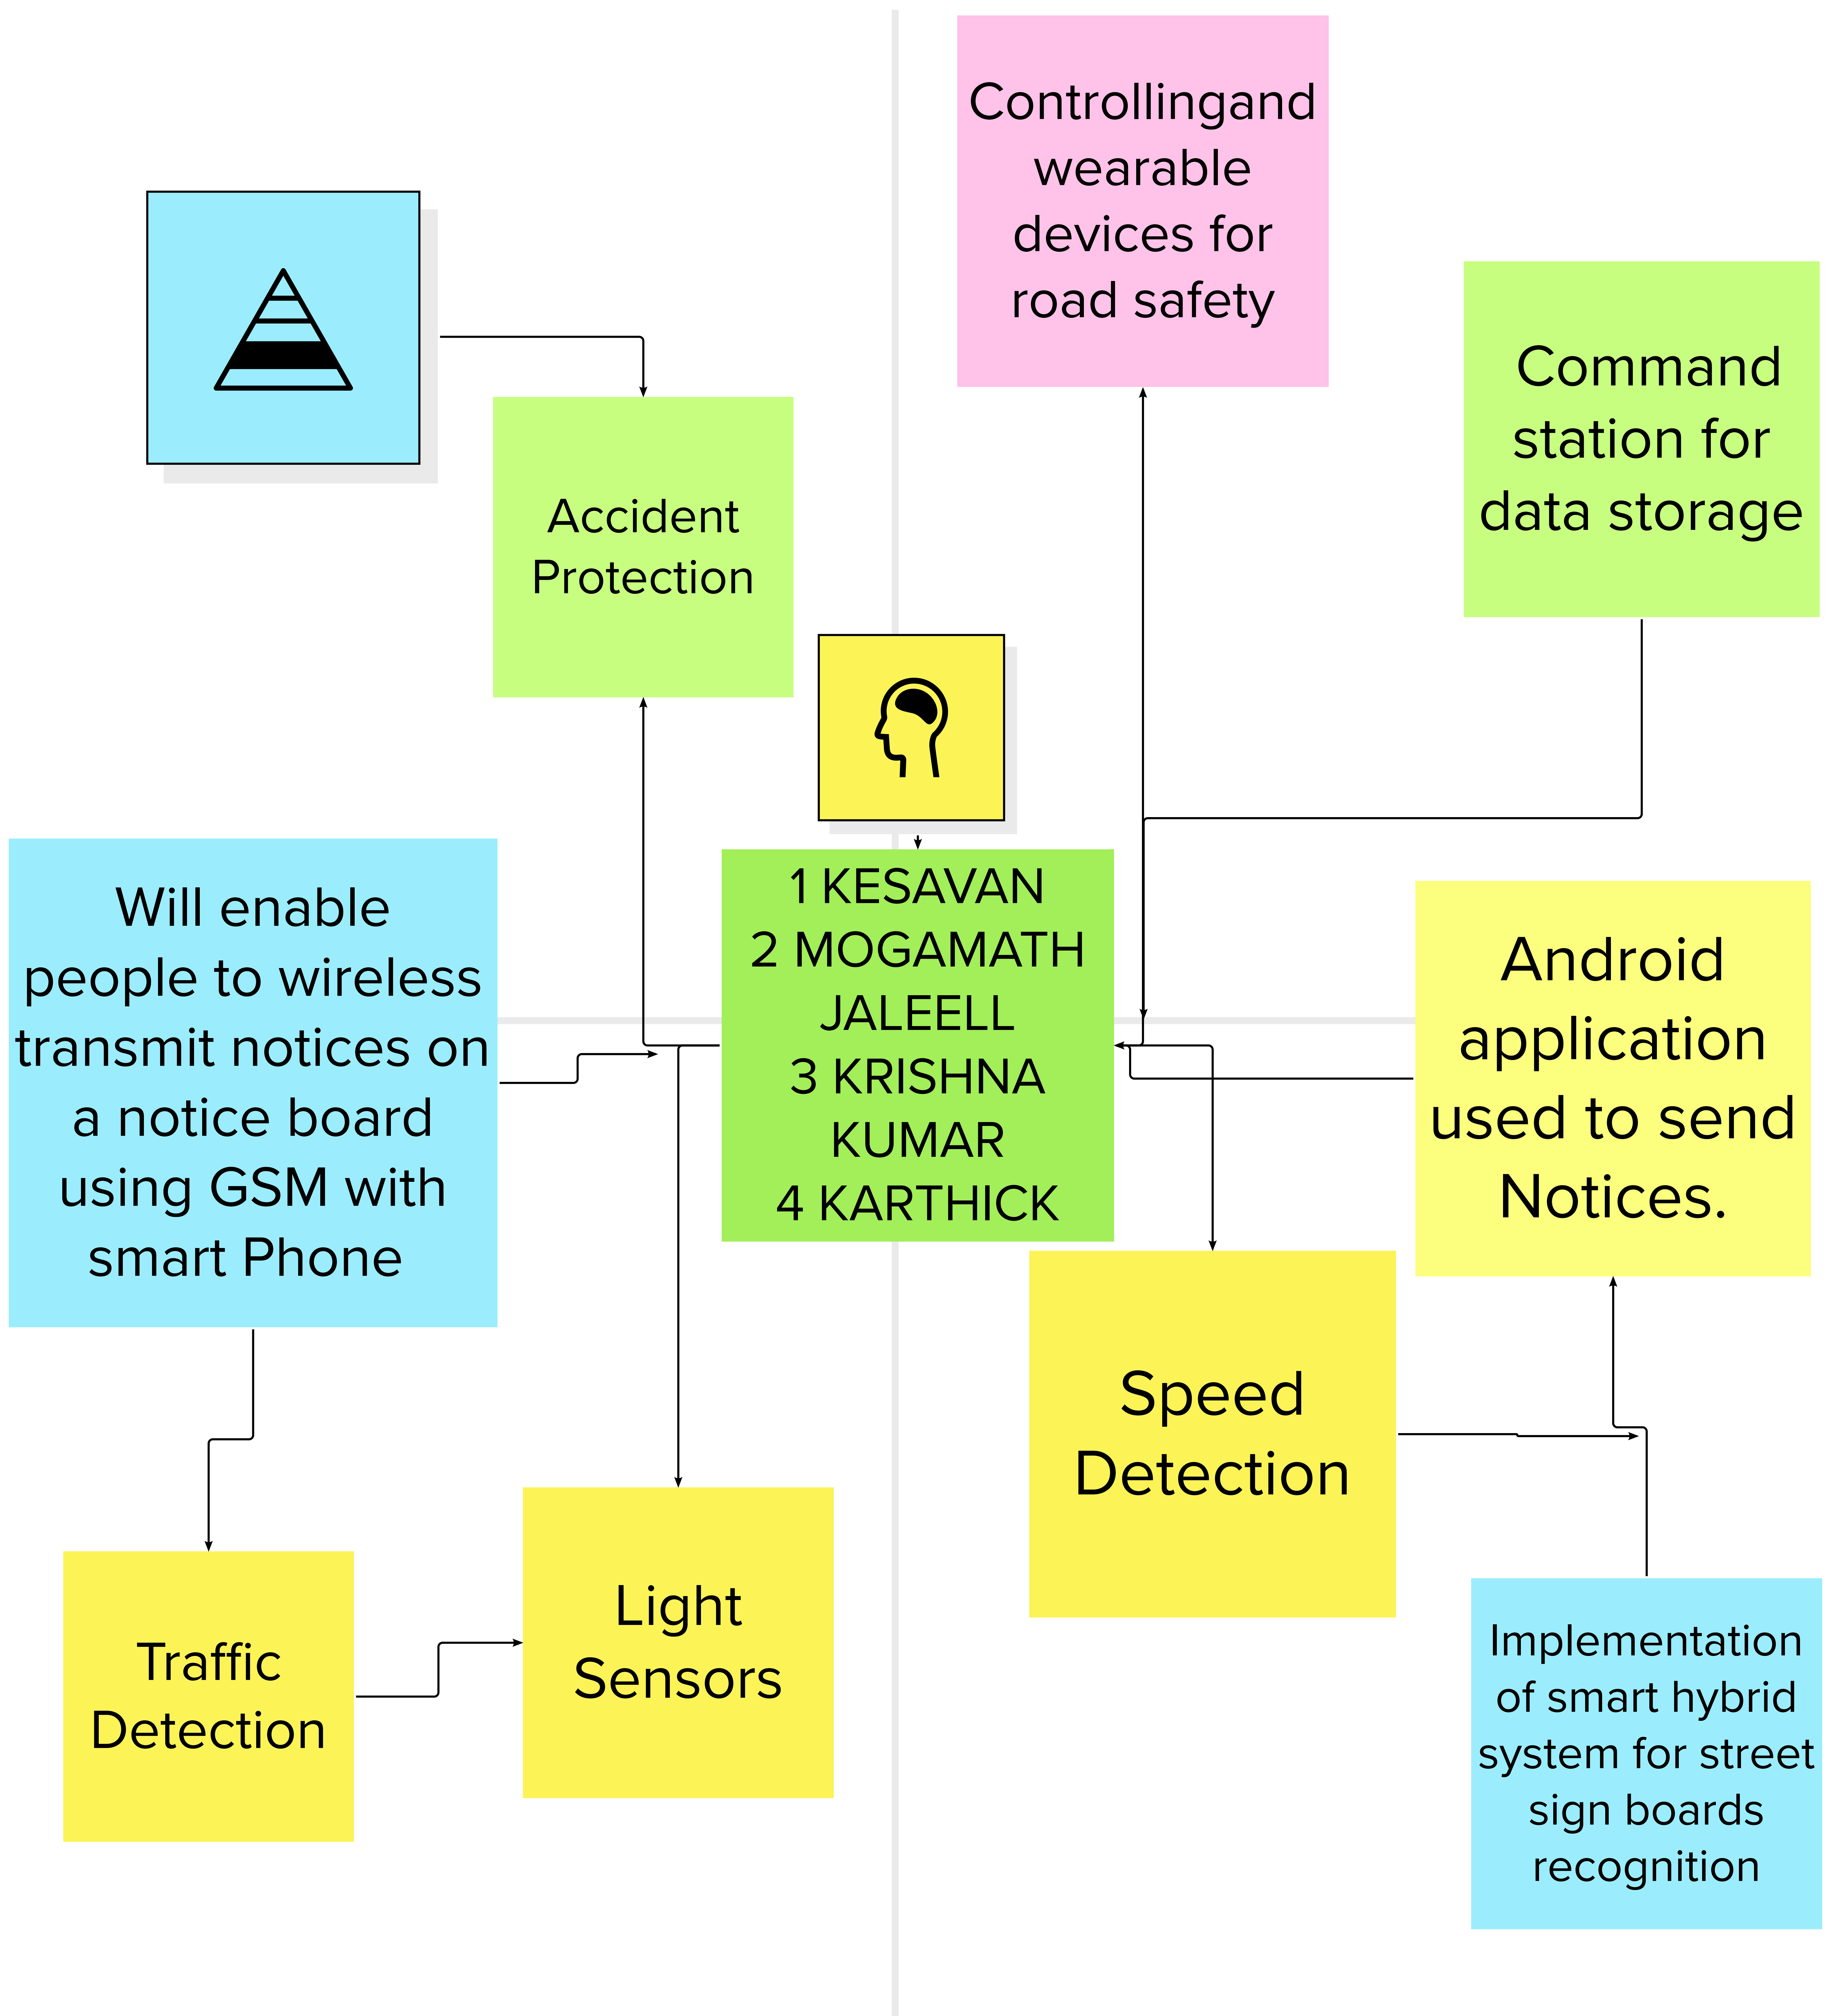 Controllingand
wearable
devices for
road safety
Command
station for
data storage
Accident
Protection
Will enable
people to wireless
transmit notices on
a notice board
using GSM with
smart Phone
1 KESAVAN
2 MOGAMATH
JALEELL
3 KRISHNA
KUMAR
4 KARTHICK
Android
application
used to send
Notices.
Speed
Detection
Light
Sensors
Traffic
Detection
Implementation
of smart hybrid
system for street
sign boards
recognition